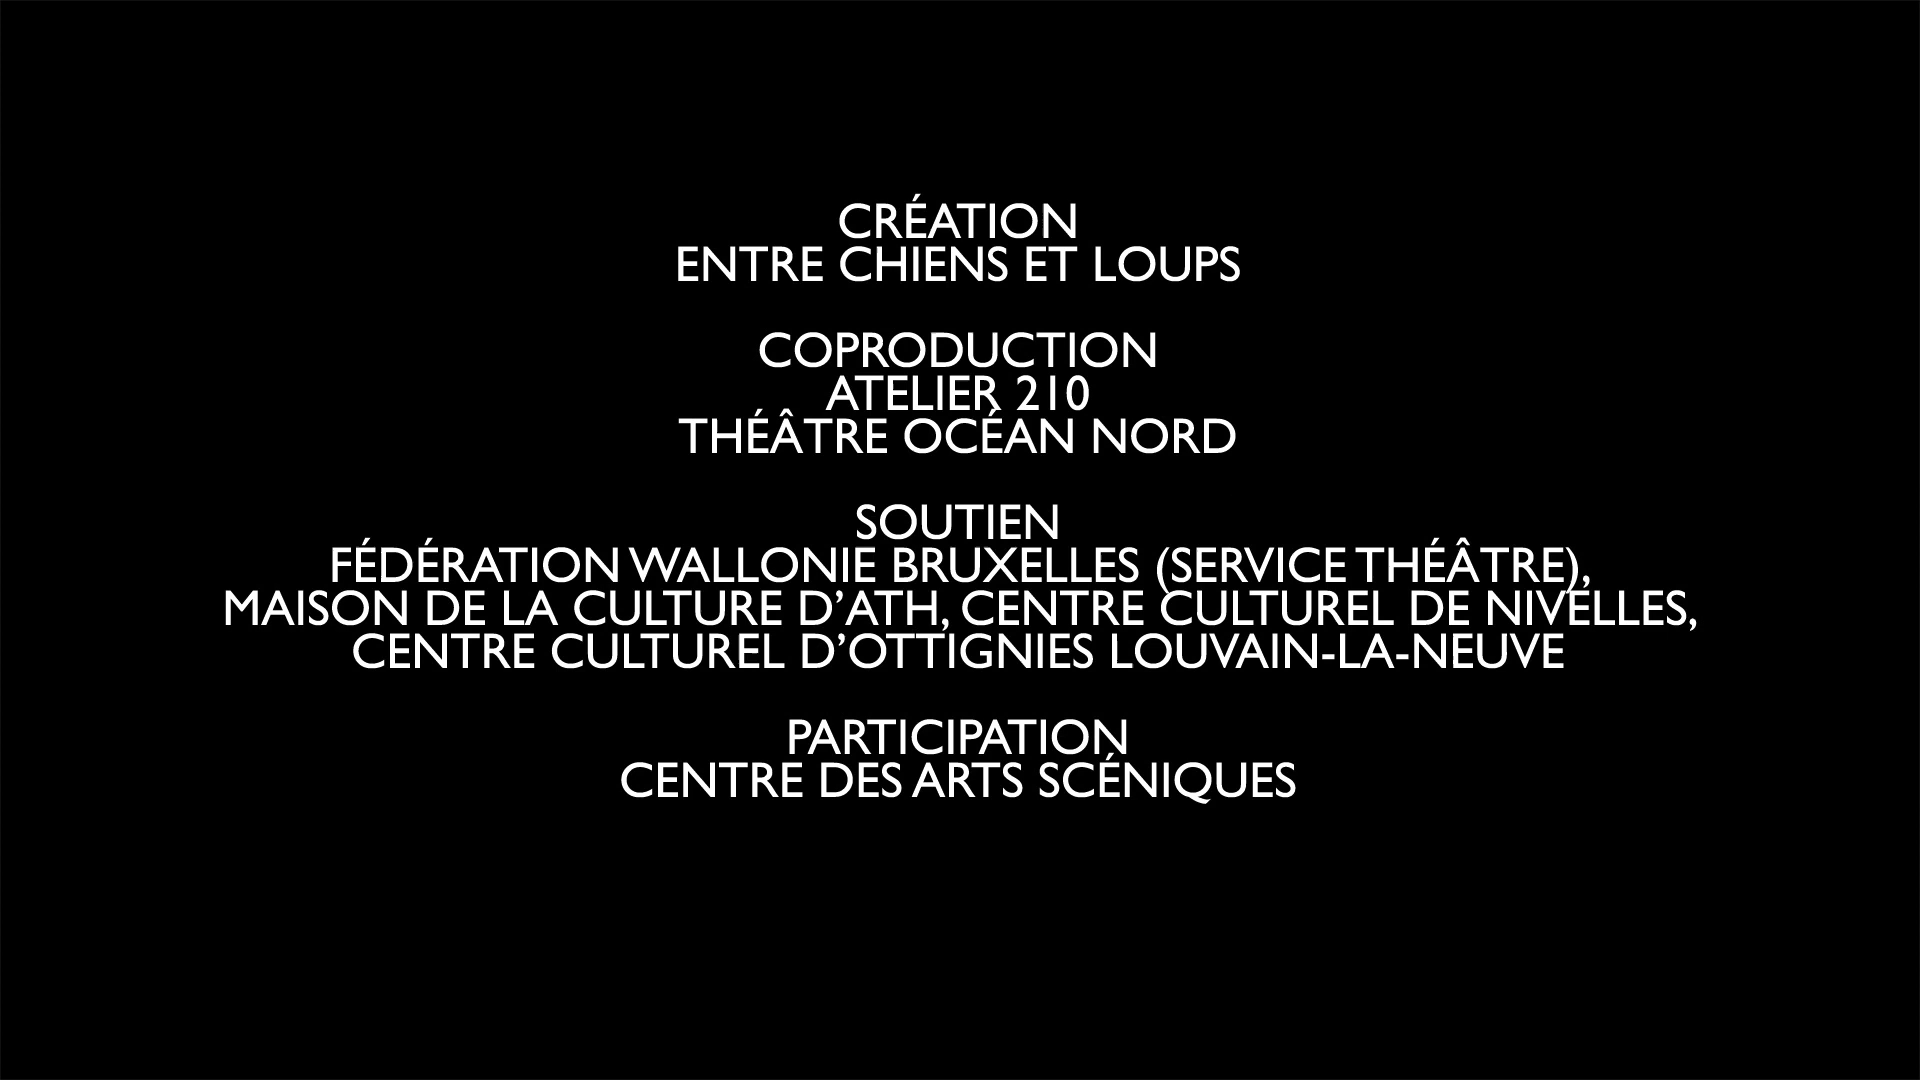 CRÉATION
ENTRE CHIENS ET LOUPS
COPRODUCTION
ATELIER 210
THÉÂTRE OCÉAN NORD
SOUTIEN
FÉDÉRATION WALLONIE BRUXELLES (SERVICE THÉÂTRE),
MAISON DE LA CULTURE D’ATH, CENTRE CULTUREL DE NIVELLES,
CENTRE CULTUREL D’OTTIGNIES LOUVAIN-LA-NEUVE
PARTICIPATION
CENTRE DES ARTS SCÉNIQUES